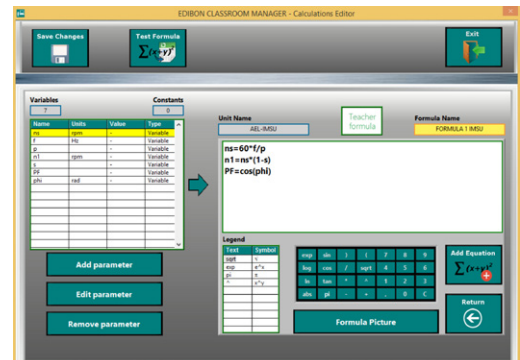 EDIBON CLASSROOM MANAGER - Calculations Editor
Save Changes
Test Formula
Σ(x+y)²
Exit
Variables Constants
7 0
Name Units Value Type
ns rpm - Variable
f Hz - Variable
p - Variable
n1 rpm - Variable
s - Variable
PF - Variable
phi rad - Variable
Add parameter
Edit parameter
Remove parameter
Unit Name
AEL-IMSU
Teacher
formula
Formula Name
FORMULA 1 IMSU
ns=60*f/p
n1=ns*(1-s)
PF=cos(phi)
Legend
Text Symbol
sqrt √
exp e^x
pi π
^ x^y
exp sin ) ( 7 8 9
log cos / sqrt 4 5 6
ln tan * ^ 1 2 3
abs pi - + . 0 C
Formula Picture
Add Equation
Return